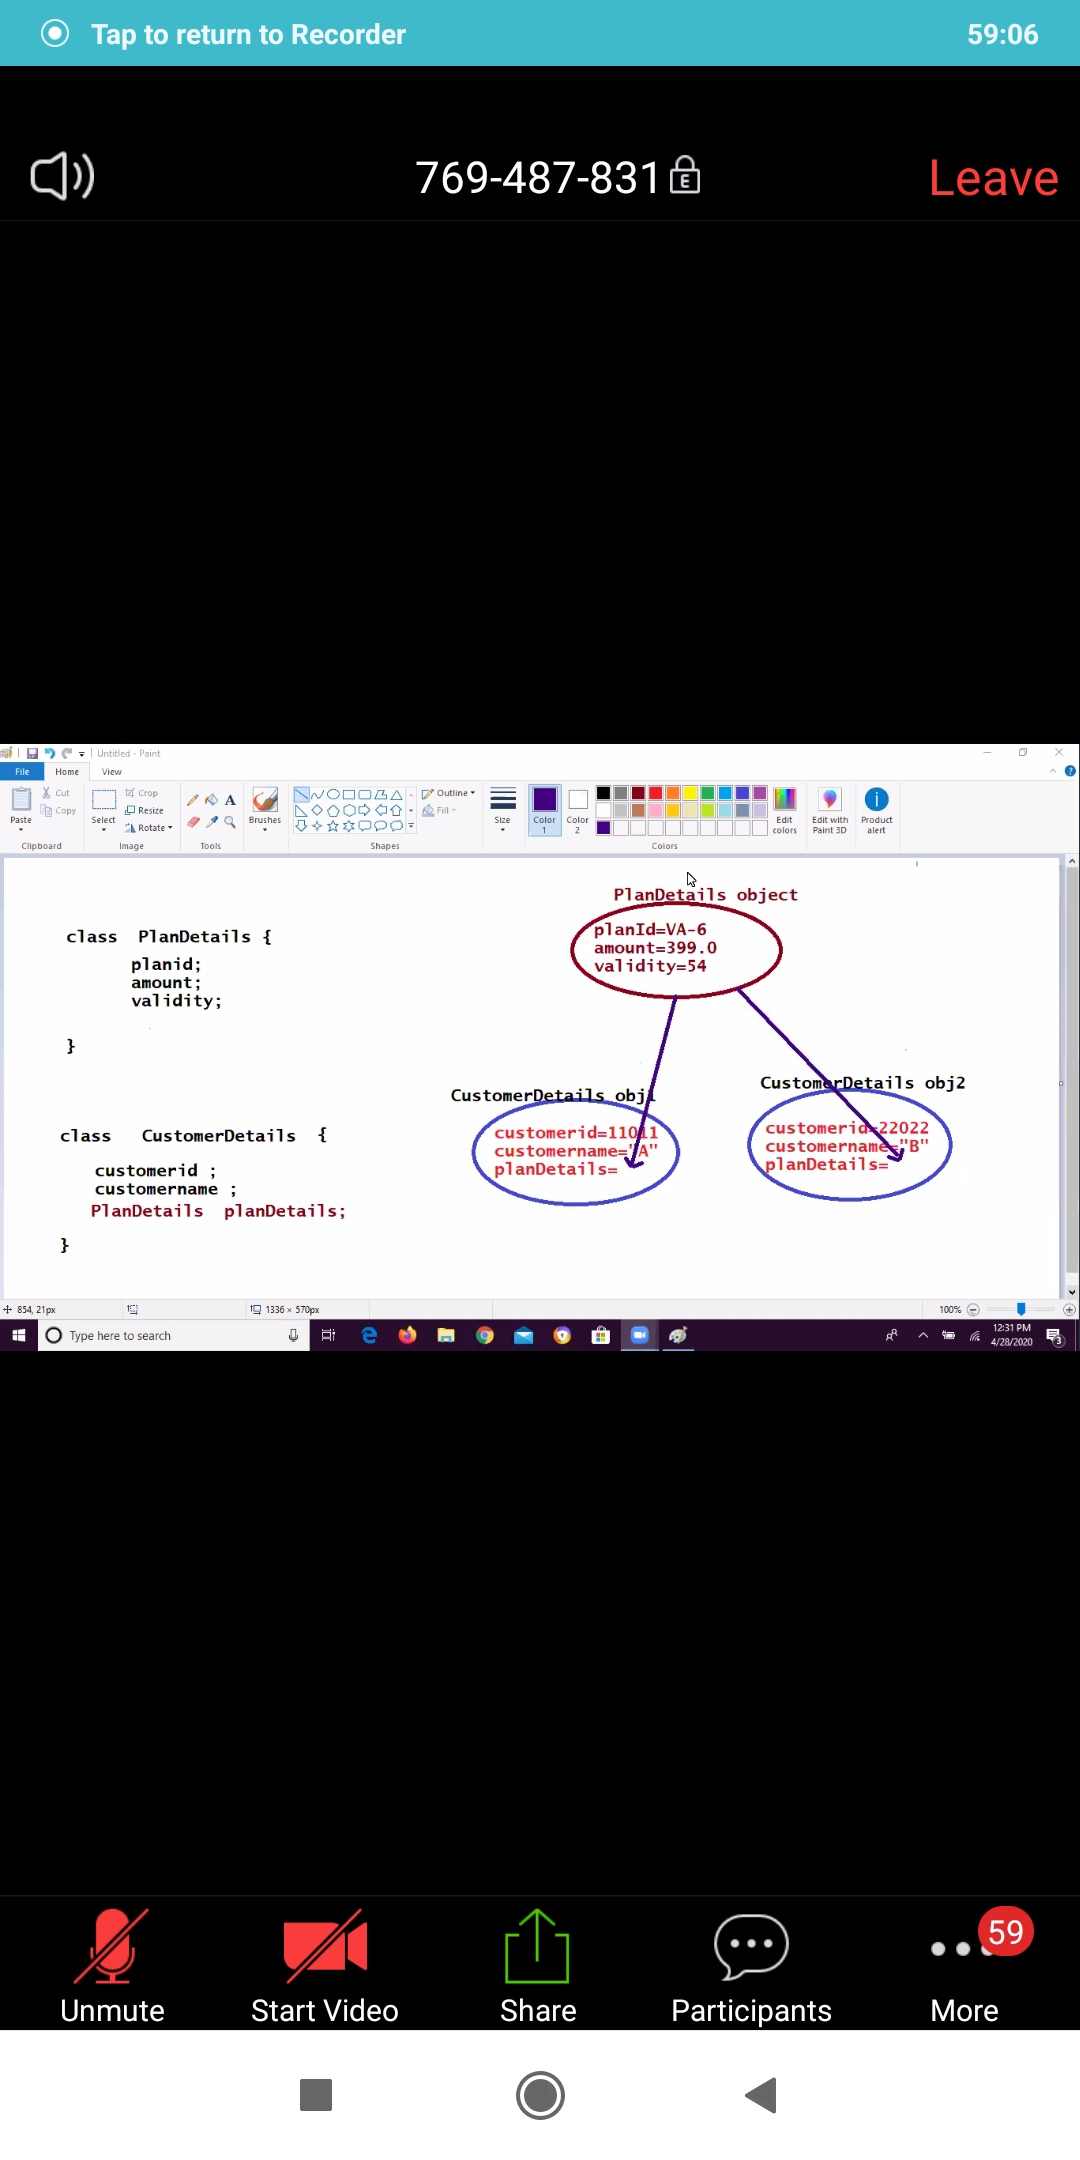 Tap to return to Recorder
59:06
769-487-831
E
Leave
Untitled - Paint
File
Home
View
Paste
Cut
Copy
Clipboard
Select
Crop
Resize
Rotate
Image
A
Tools
Brushes
Shapes
Outline
Fill
Size
Color
1
Color
2
Colors
Edit
colors
Edit with
Paint 3D
Product
alert
class PlanDetails {
planid;
amount;
validity;
}
class CustomerDetails {
customerid ;
customername ;
PlanDetails planDetails;
}
PlanDetails object
planId=VA-6
amount=399.0
validity=54
CustomerDetails obj1
customerid=11011
customername="A"
planDetails=
CustomerDetails obj2
customerid=22022
customername="B"
planDetails=
854, 21px
1336 × 570px
100%
Type here to search
12:31 PM
4/28/2020
3
59
Unmute
Start Video
Share
Participants
More